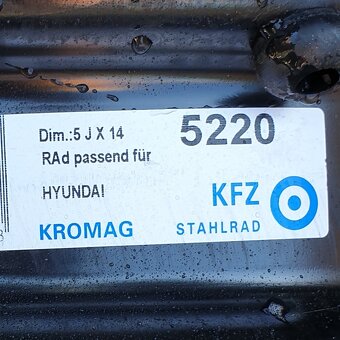 Dim.:5 J X 14 5220
RAd passend für
HYUNDAI KFZ
KROMAG STAHLRAD